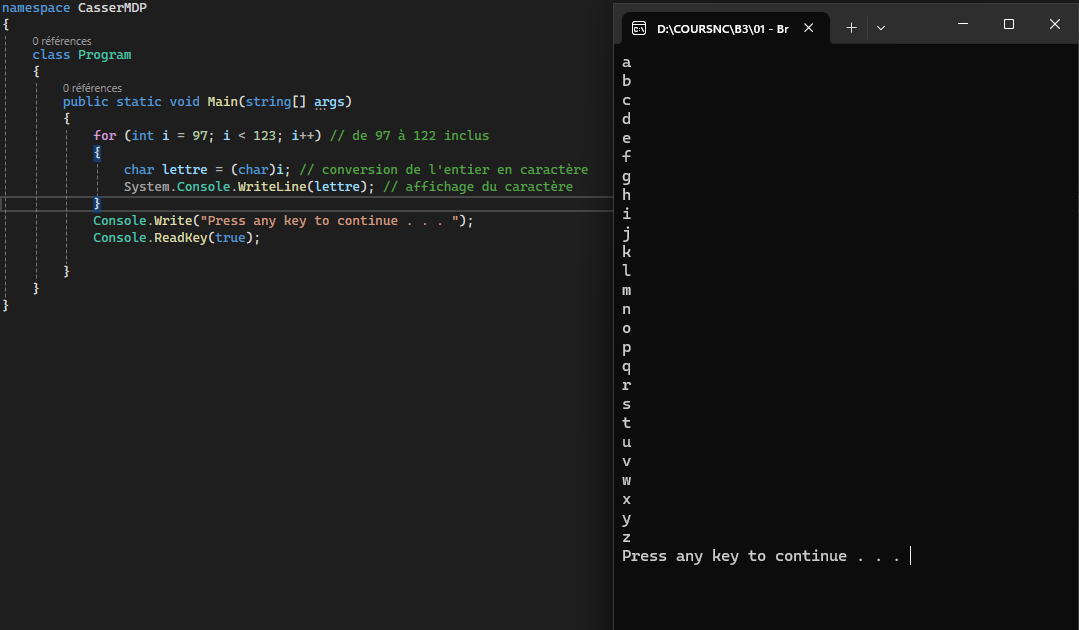 namespace CasserMDP
{
0 références
class Program
{
0 références
public static void Main(string[] args)
{
for (int i = 97; i < 123; i++) // de 97 à 122 inclus
{
char lettre = (char)i; // conversion de l'entier en caractère
System.Console.WriteLine(lettre); // affichage du caractère
}
Console.Write("Press any key to continue . . . ");
Console.ReadKey(true);
}
}
}
D:\COURSNC\B3\01 - Br
a
b
c
d
e
f
g
h
i
j
k
l
m
n
o
p
q
r
s
t
u
v
w
x
y
z
Press any key to continue . . .